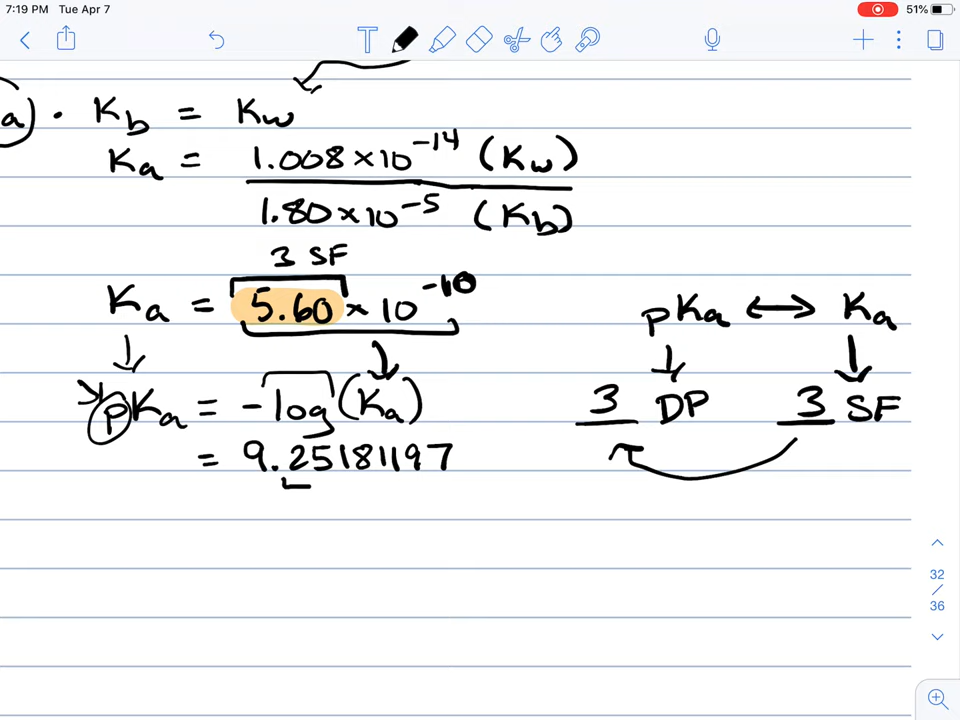 7:19 PM Tue Apr 7
51%
T
a) · Kb = Kw
Ka = 1.008 × 10⁻¹⁴ (Kw)
1.80 × 10⁻⁵ (Kb)
3 SF
Ka = 5.60 × 10⁻¹⁰
pKa ↔ Ka
pKa = -log(Ka)
3 DP 3 SF
= 9.25181197
32
/
36